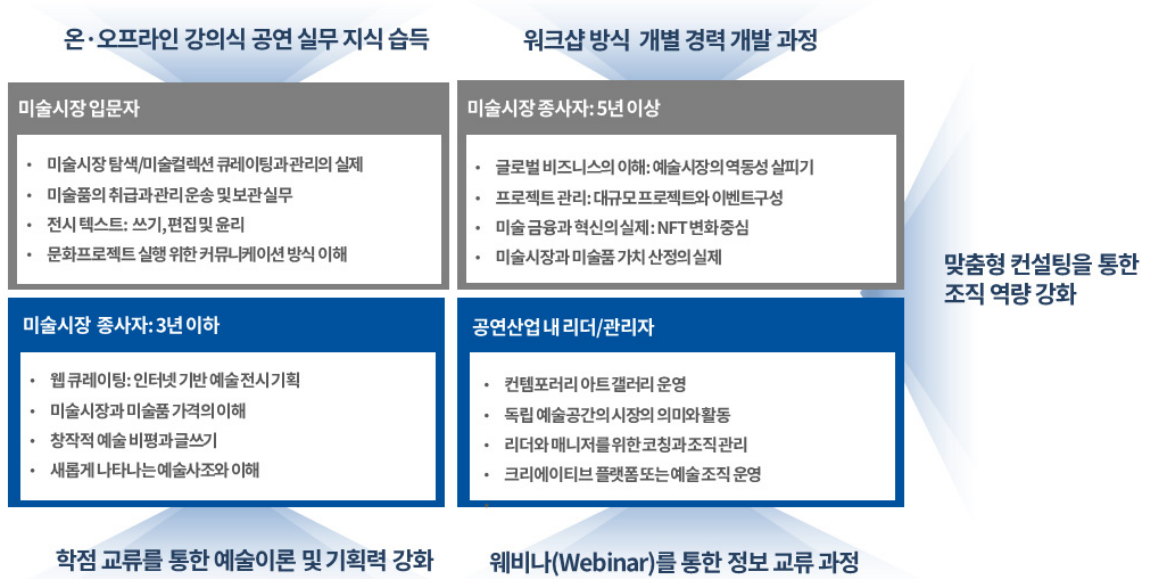 온·오프라인 강의식 공연 실무 지식 습득
워크샵 방식 개별 경력 개발 과정
미술시장 입문자
• 미술시장 탐색/미술컬렉션 큐레이팅과 관리의 실제
• 미술품의 취급과 관리 운송 및 보관 실무
• 전시 텍스트: 쓰기, 편집 및 윤리
• 문화프로젝트 실행 위한 커뮤니케이션 방식 이해
미술시장 종사자: 5년 이상
• 글로벌 비즈니스의 이해: 예술시장의 역동성 살피기
• 프로젝트 관리: 대규모 프로젝트와 이벤트 구성
• 미술 금융과 혁신의 실제: NFT 변화 중심
• 미술시장과 미술품 가치 산정의 실제
맞춤형 컨설팅을 통한
조직 역량 강화
미술시장 종사자: 3년 이하
• 웹 큐레이팅: 인터넷 기반 예술 전시 기획
• 미술시장과 미술품 가격의 이해
• 창작적 예술 비평과 글쓰기
• 새롭게 나타나는 예술사조와 이해
공연산업 내 리더/관리자
• 컨템포러리 아트 갤러리 운영
• 독립 예술공간의 시장의 의미와 활동
• 리더와 매니저를 위한 코칭과 조직 관리
• 크리에이티브 플랫폼 또는 예술 조직 운영
학점 교류를 통한 예술이론 및 기획력 강화
웨비나(Webinar)를 통한 정보 교류 과정